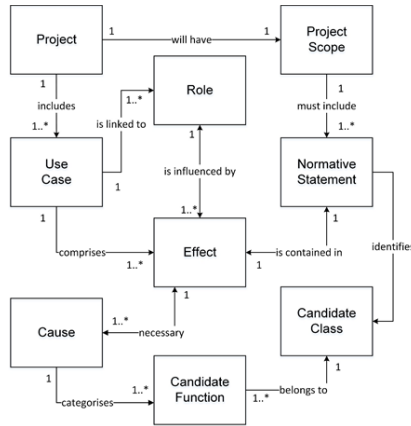 Project
1
will have
1
Project
Scope
1
includes
1..*
1
must include
1..*
Role
1..*
is linked to
1
1
is influenced by
1..*
Use
Case
Normative
Statement
1
comprises
1..*
Effect
1
is contained in
1
identifies
1
necessary
1..*
Cause
Candidate
Class
1
categorises
1..*
Candidate
Function
1..*
belongs to
1